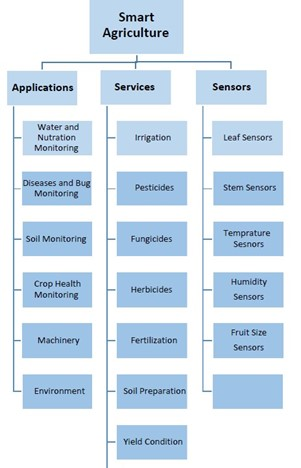 Smart
Agriculture
Applications
Services
Sensors
Water and
Nutration
Monitoring
Diseases and Bug
Monitoring
Soil Monitoring
Crop Health
Monitoring
Machinery
Environment
Irrigation
Pesticides
Fungicides
Herbicides
Fertilization
Soil Preparation
Yield Condition
Leaf Sensors
Stem Sensors
Temprature
Sesnors
Humidity
Sensors
Fruit Size
Sensors